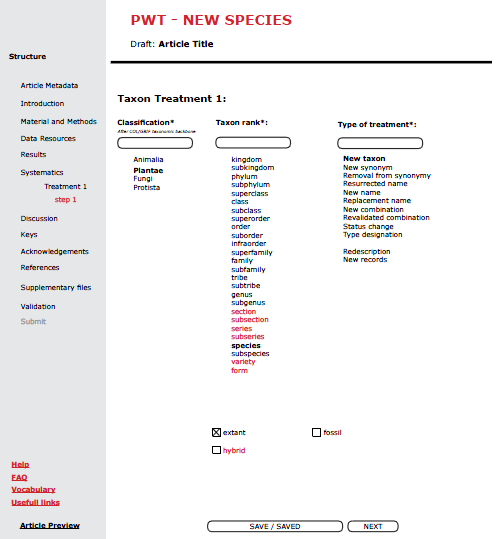 PWT - NEW SPECIES
Draft: Article Title
Structure
Article Metadata
Introduction
Material and Methods
Data Resources
Results
Systematics
Treatment 1
step 1
Discussion
Keys
Acknowledgements
References
Supplementary files
Validation
Submit
Help
FAQ
Vocabulary
Usefull links
Article Preview
Taxon Treatment 1:
Classification*
After COL/GBIF taxonomic backbone
Animalia
Plantae
Fungi
Protista
Taxon rank*:
kingdom
subkingdom
phylum
subphylum
superclass
class
subclass
superorder
order
suborder
infraorder
superfamily
family
subfamily
tribe
subtribe
genus
subgenus
section
subsection
series
subseries
species
subspecies
variety
form
Type of treatment*:
New taxon
New synonym
Removal from synonymy
Resurrected name
New name
Replacement name
New combination
Revalidated combination
Status change
Type designation
Redescription
New records
extant
fossil
hybrid
SAVE / SAVED
NEXT